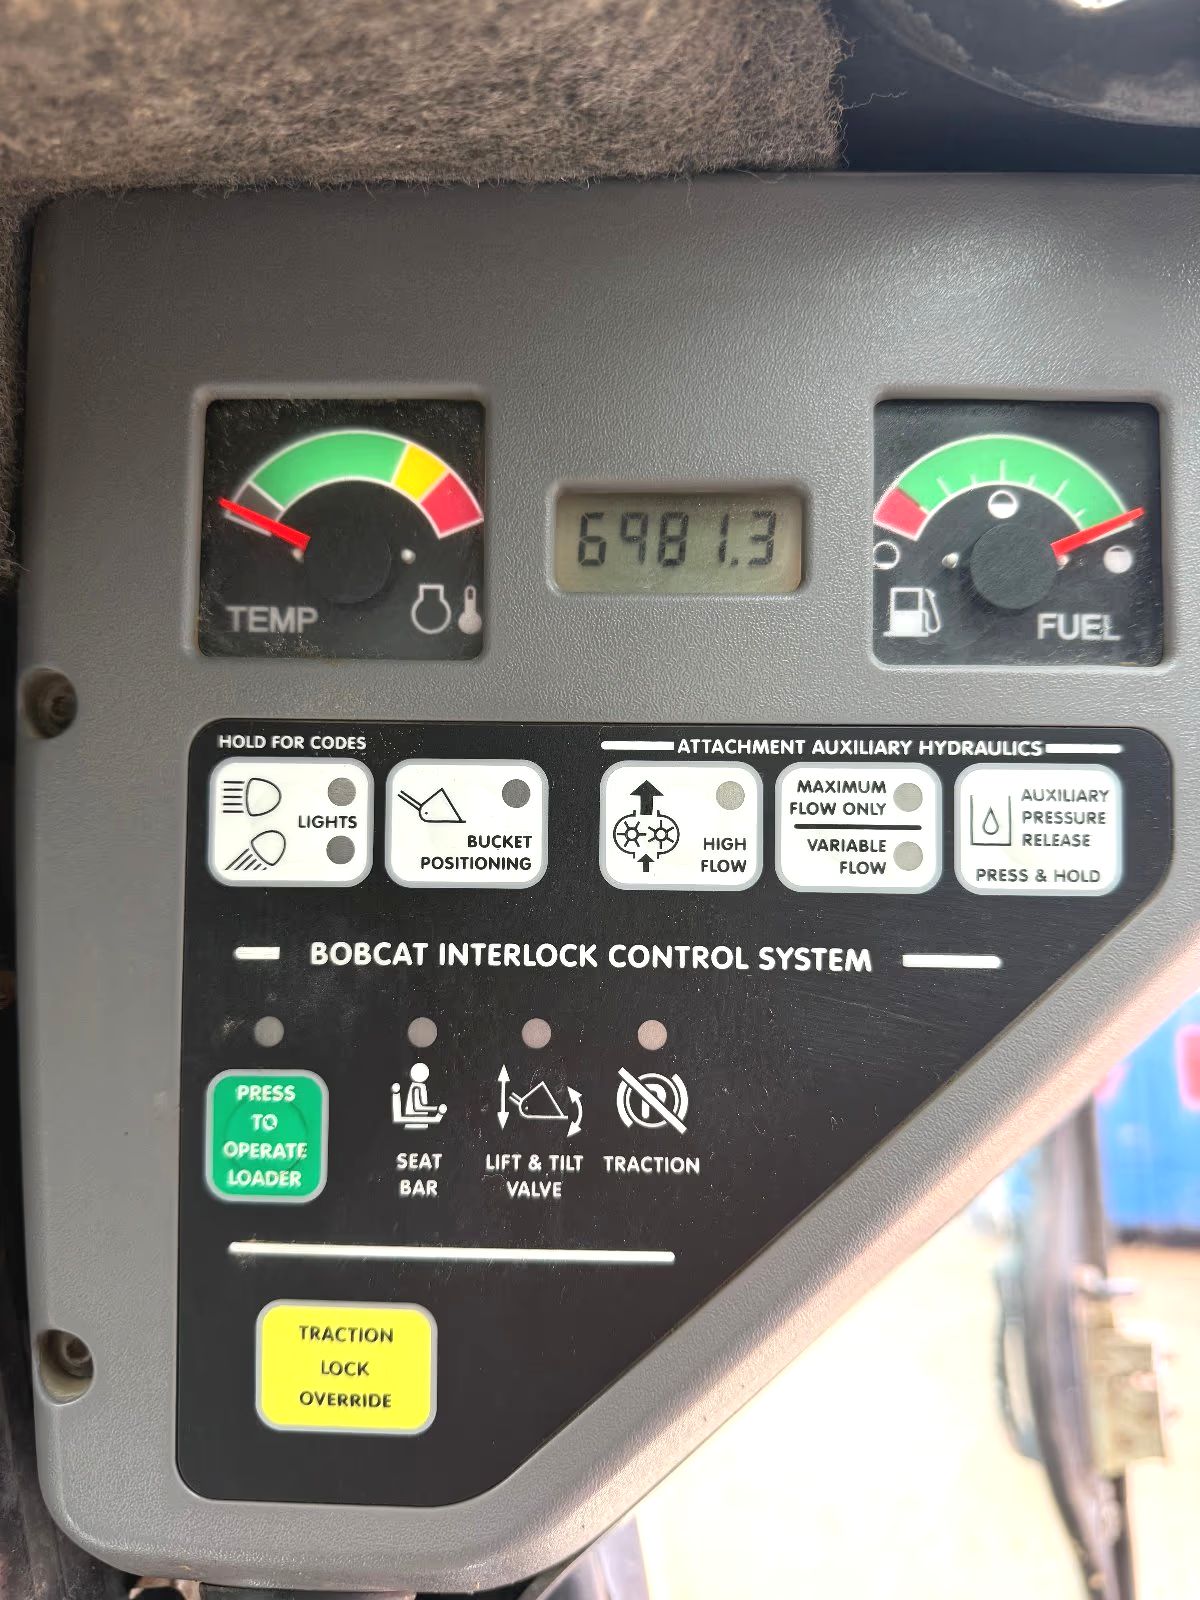 6981.3
TEMP
FUEL
HOLD FOR CODES
ATTACHMENT AUXILIARY HYDRAULICS
LIGHTS
BUCKET
POSITIONING
HIGH
FLOW
MAXIMUM
FLOW ONLY
VARIABLE
FLOW
AUXILIARY
PRESSURE
RELEASE
PRESS & HOLD
BOBCAT INTERLOCK CONTROL SYSTEM
PRESS
TO
OPERATE
LOADER
SEAT
BAR
LIFT & TILT
VALVE
P
TRACTION
TRACTION
LOCK
OVERRIDE